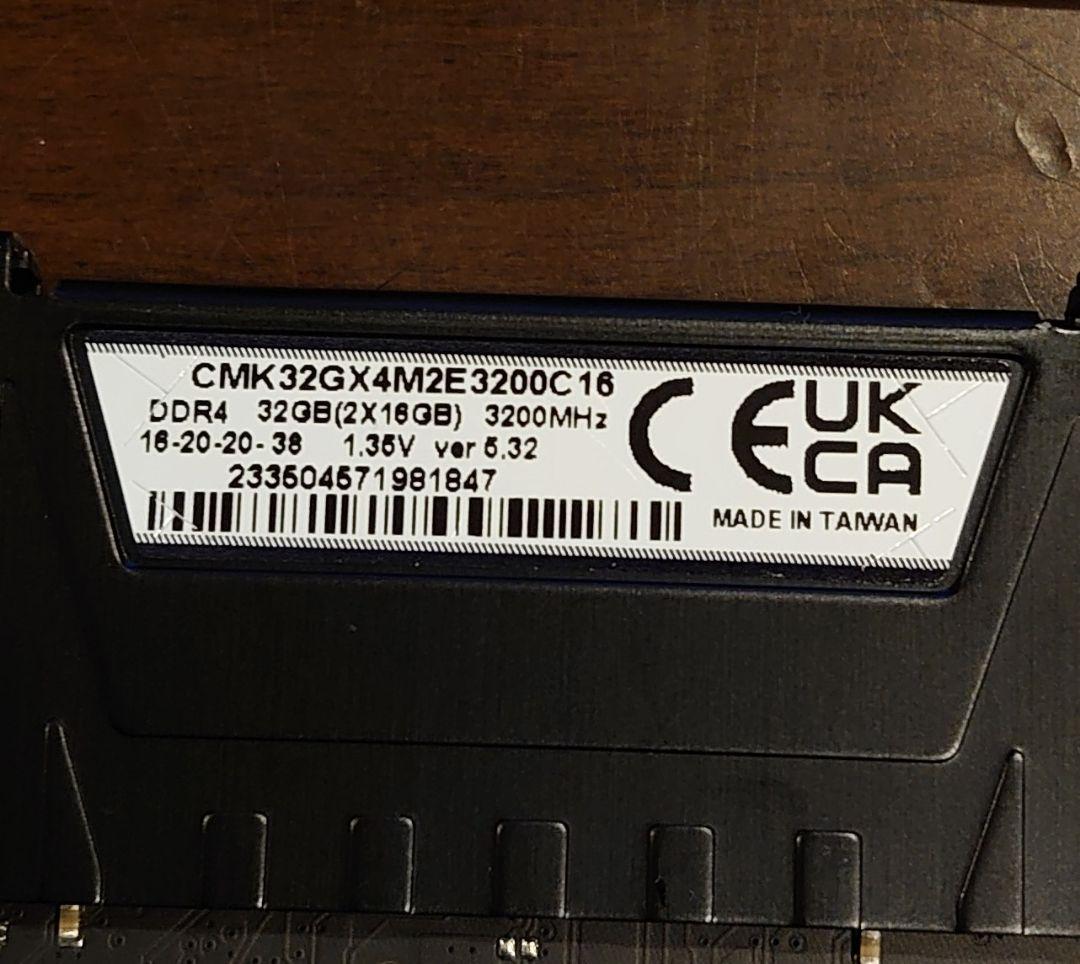 CMK32GX4M2E3200C16
DDR4 32GB(2X16GB) 3200MHz
16-20-20-38 1.35V ver 5.32
233504571981847
CE UK
CA
MADE IN TAIWAN